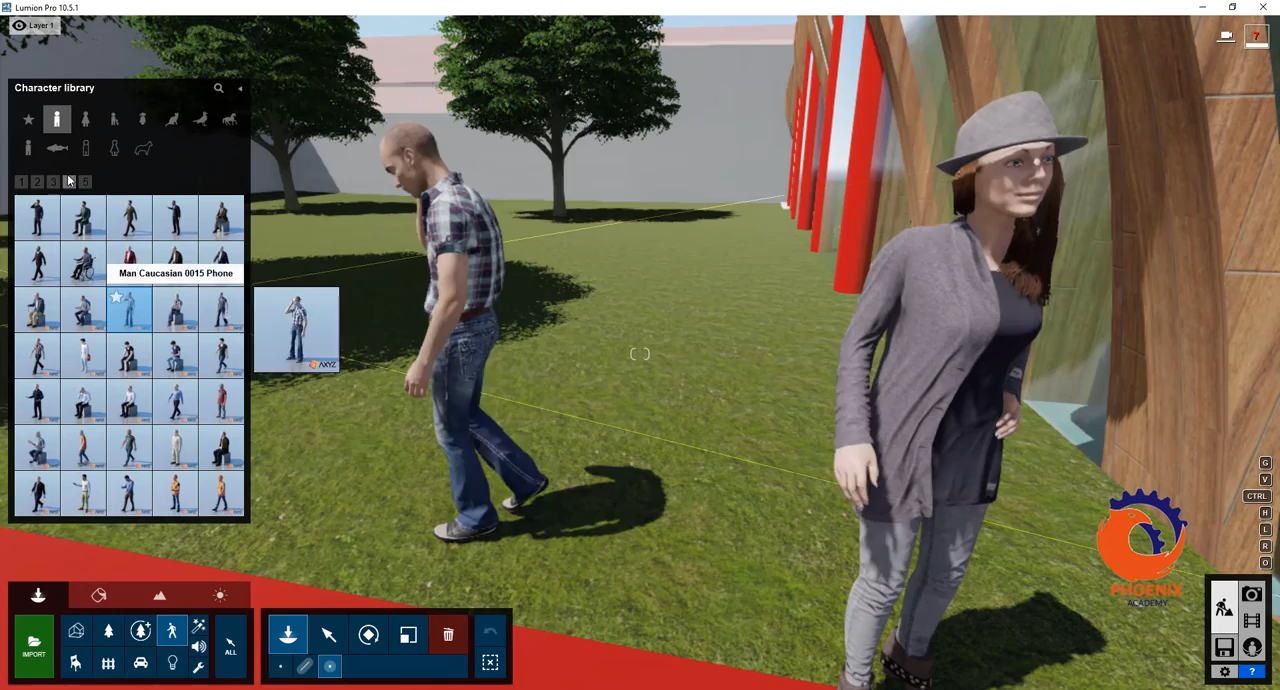 Lumion Pro 10.5.1
Layer 1
7
Character library
1 2 3 5
Man Caucasian 0015 Phone
AXYZ
G
V
CTRL
H
L
R
O
PHOENIX
ACADEMY
IMPORT
ALL
?